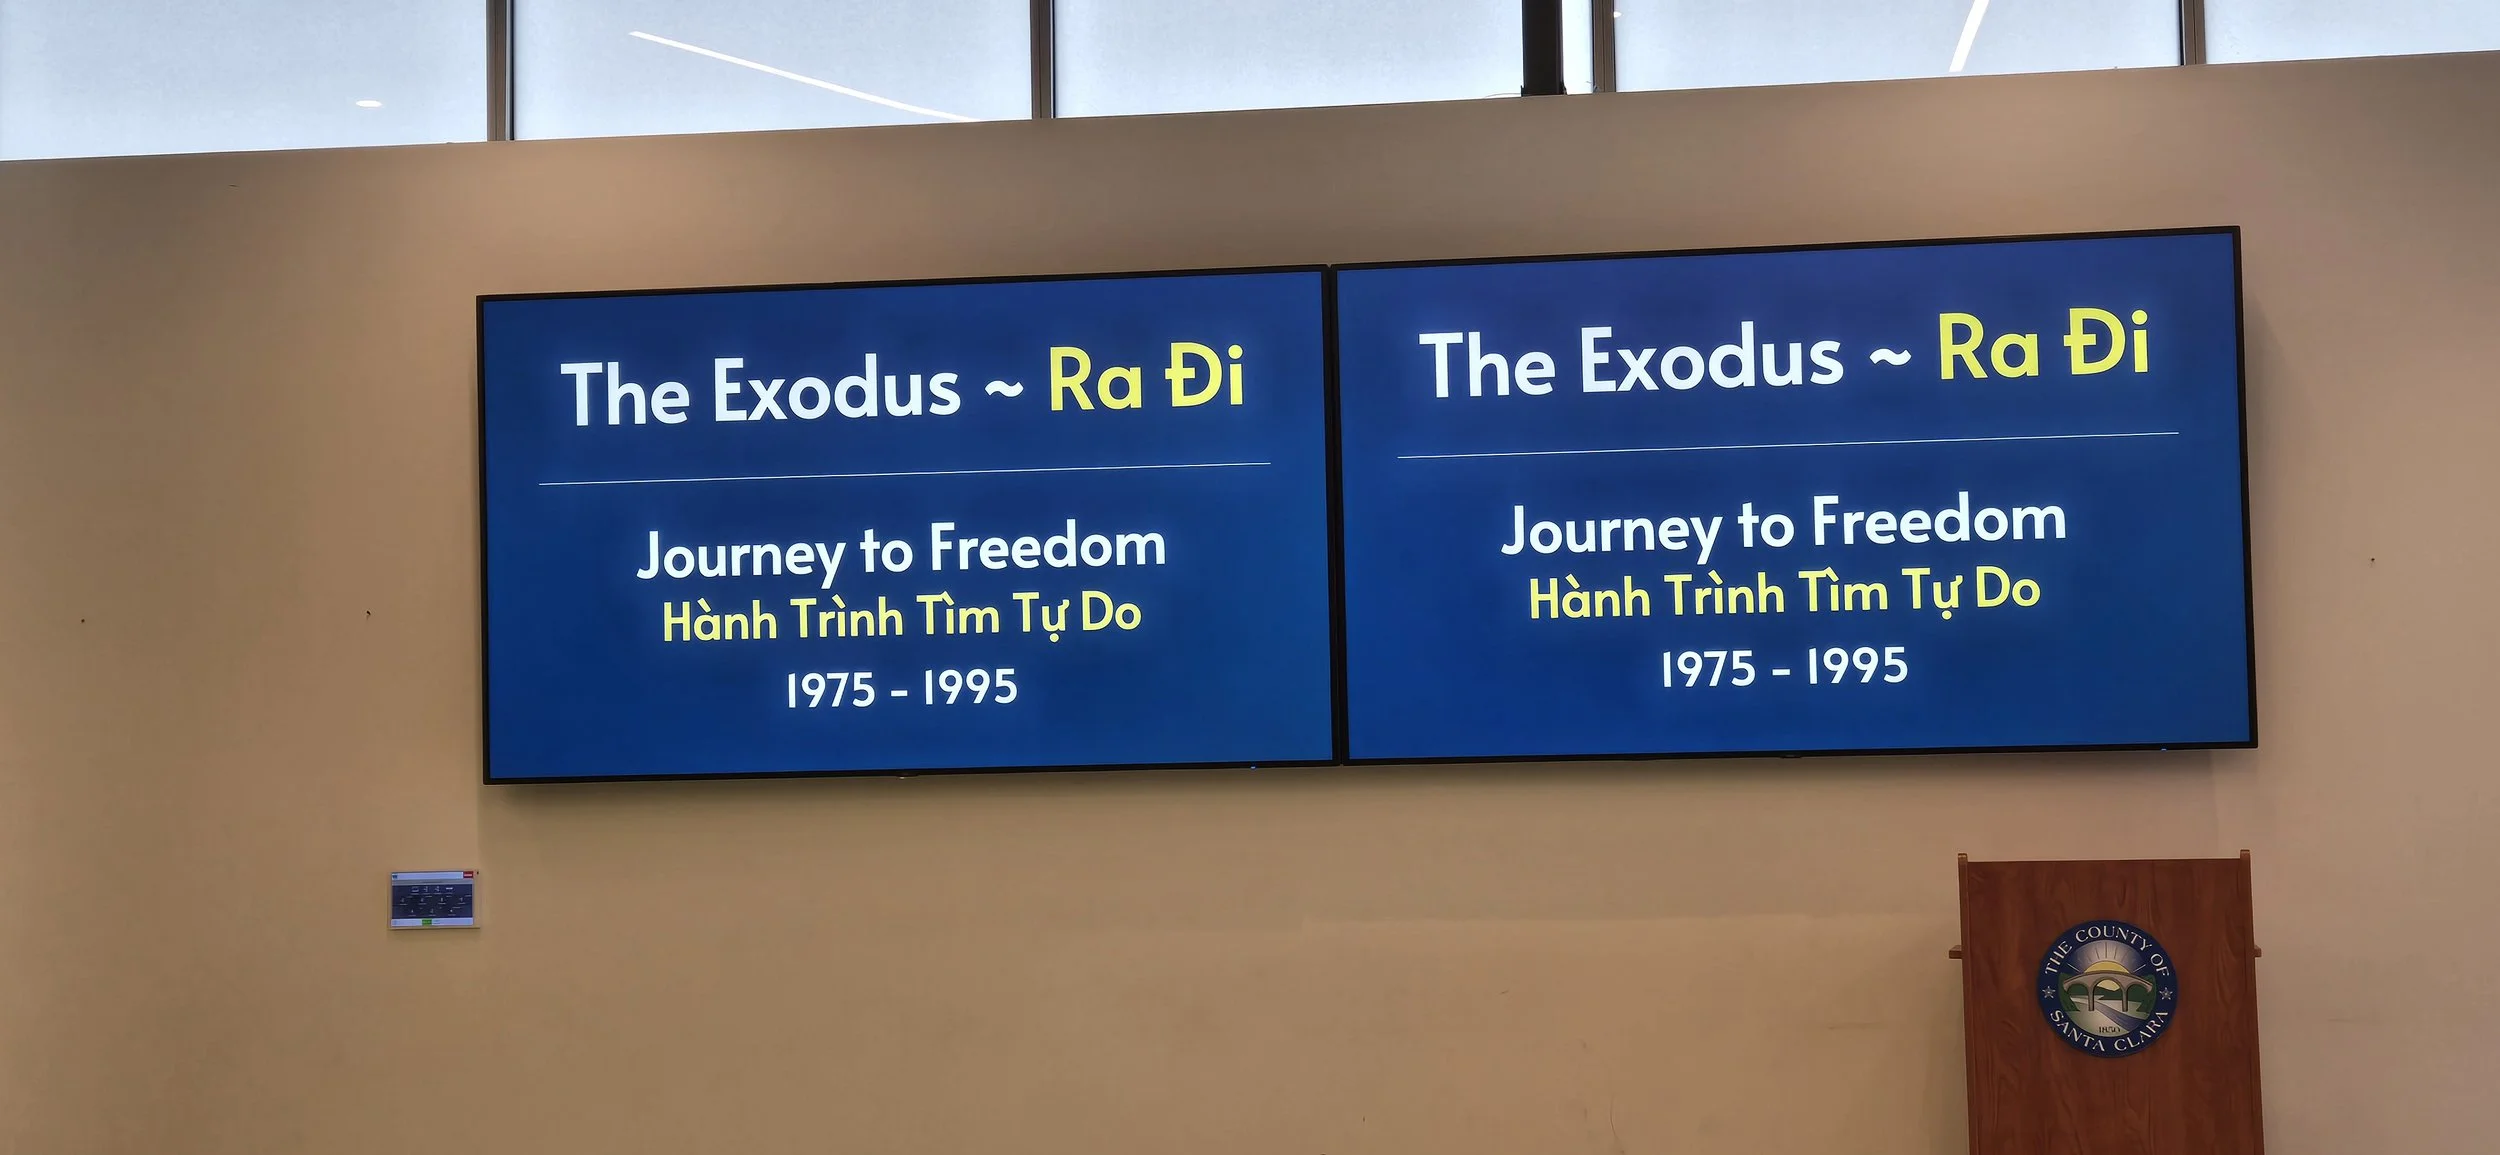 The Exodus ~ Ra Đi
Journey to Freedom
Hành Trình Tìm Tự Do
1975 - 1995
The Exodus ~ Ra Đi
Journey to Freedom
Hành Trình Tìm Tự Do
1975 - 1995
THE COUNTY OF
SANTA CLARA
1850